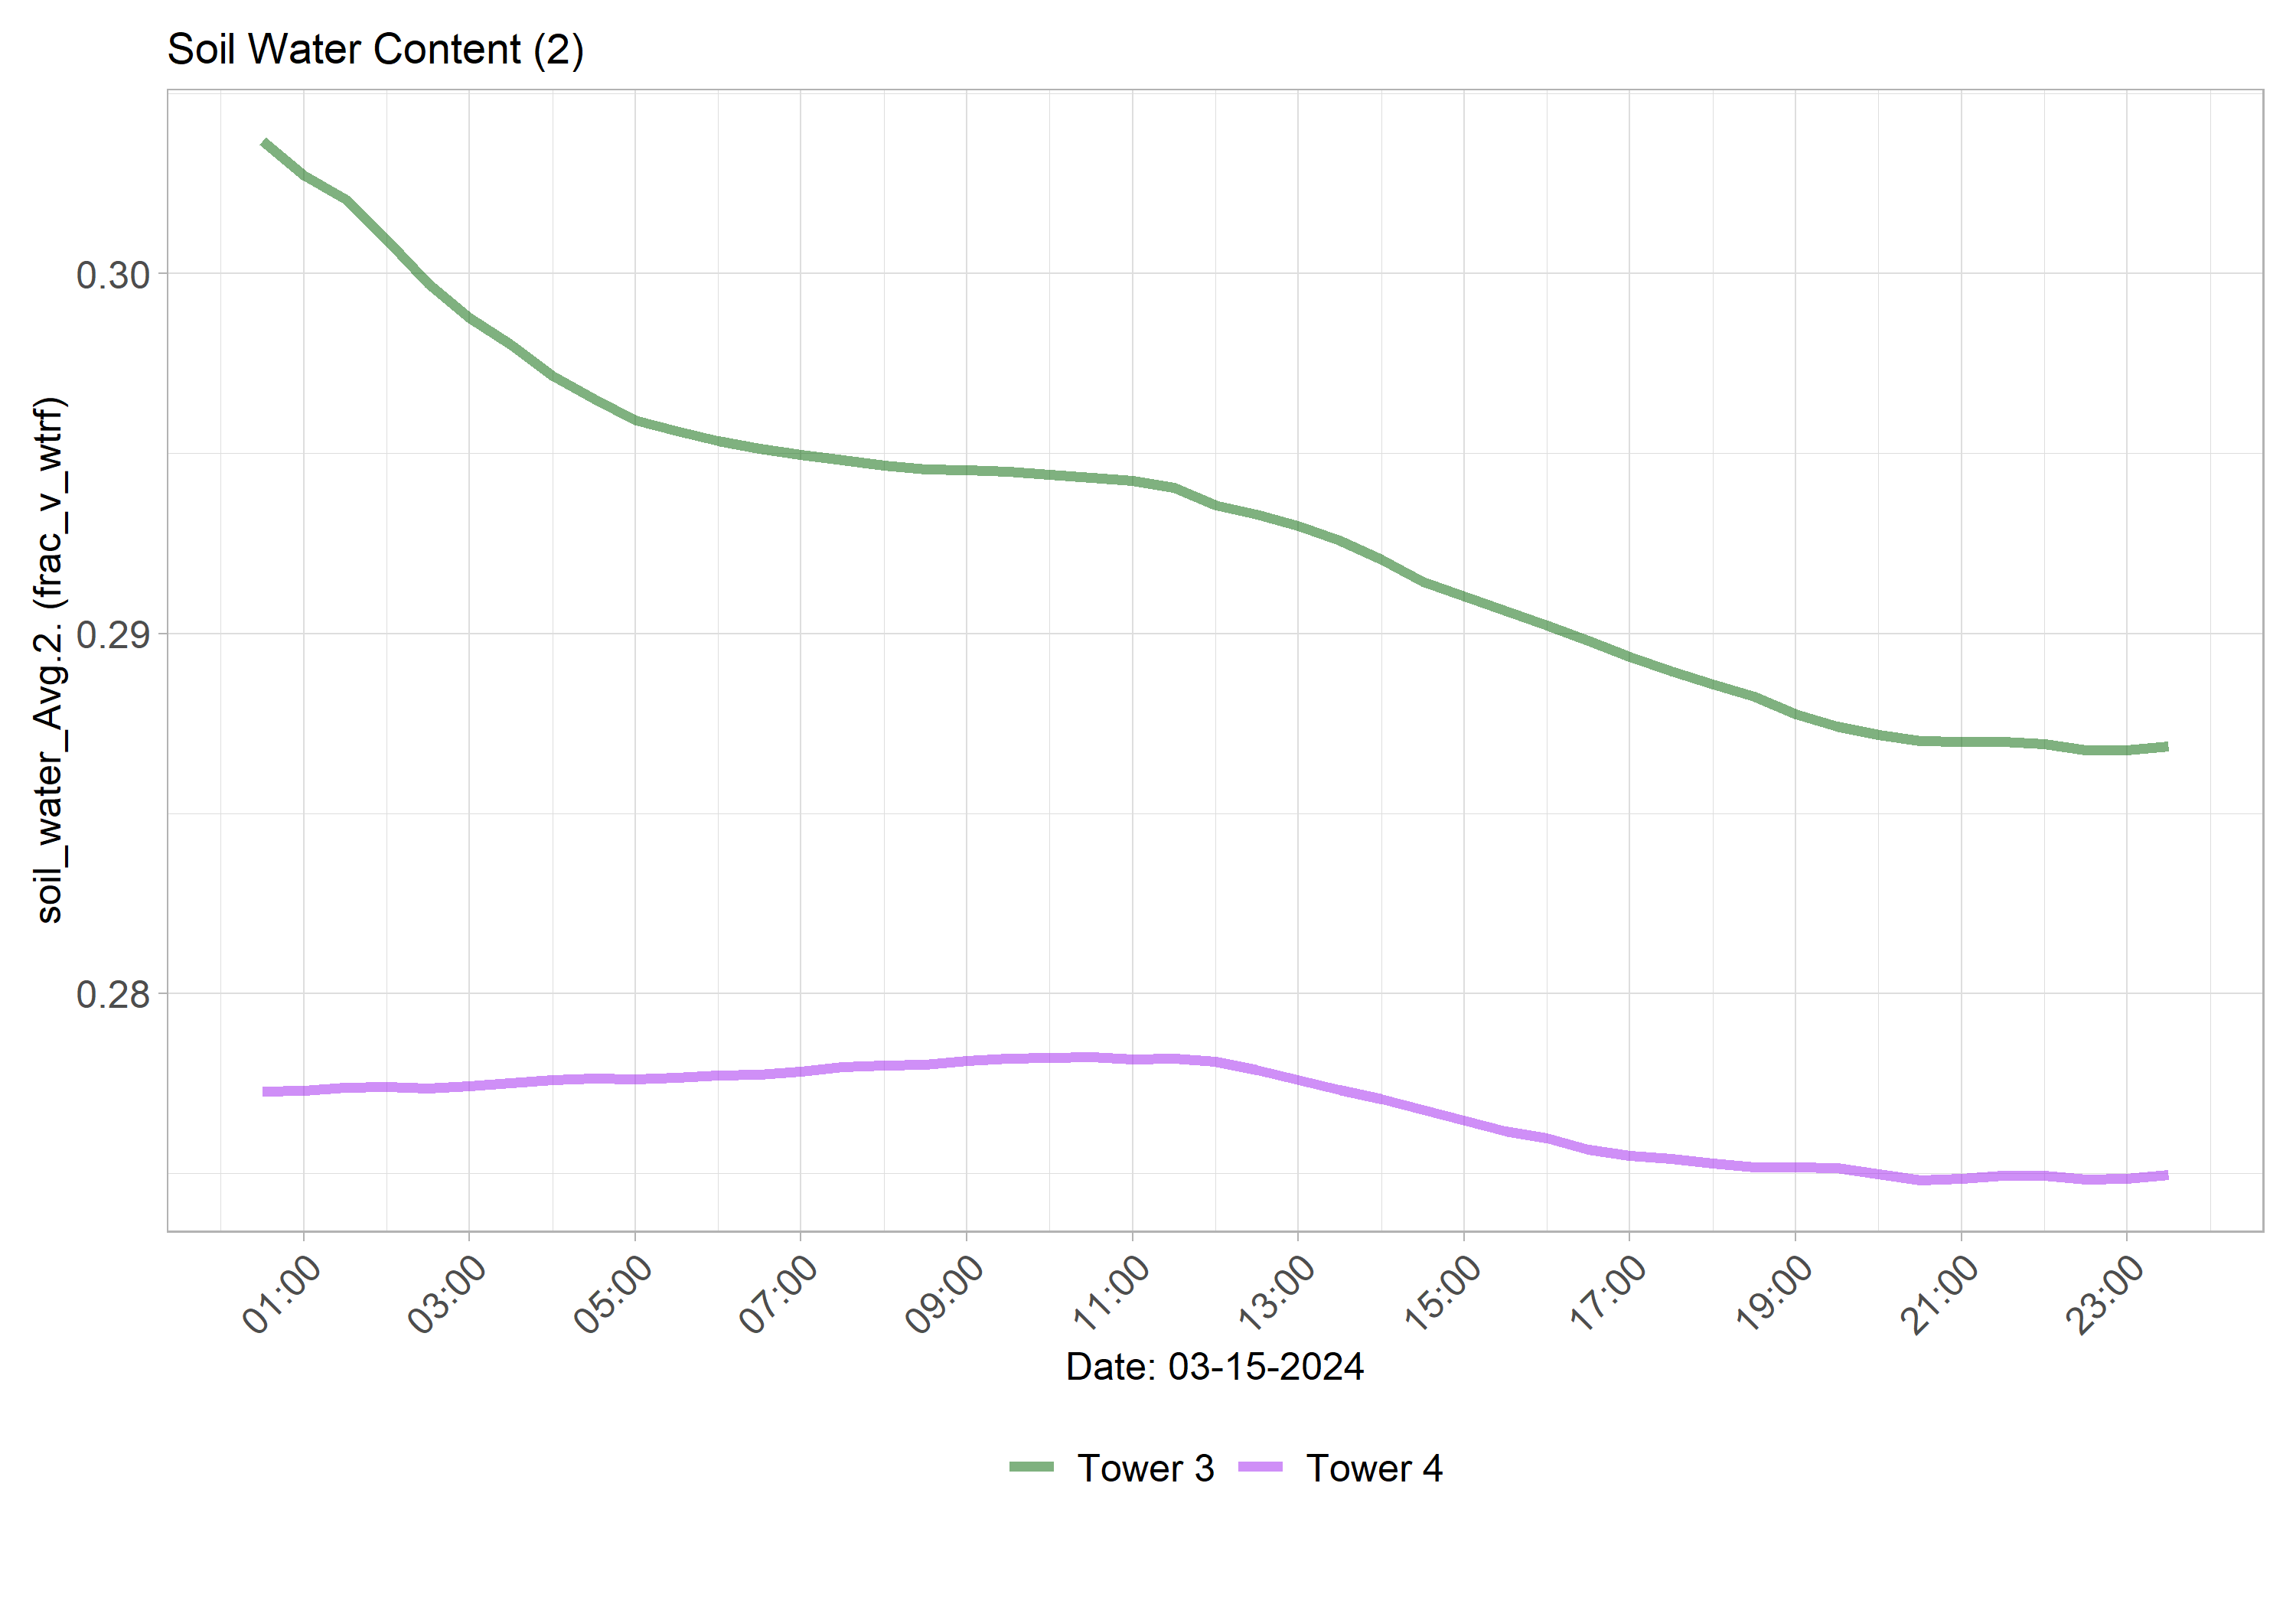 Soil Water Content (2)
soil_water_Avg.2. (frac_v_wtrf)
0.30
0.29
0.28
01:00 03:00 05:00 07:00 09:00 11:00 13:00 15:00 17:00 19:00 21:00 23:00
Date: 03-15-2024
Tower 3 Tower 4